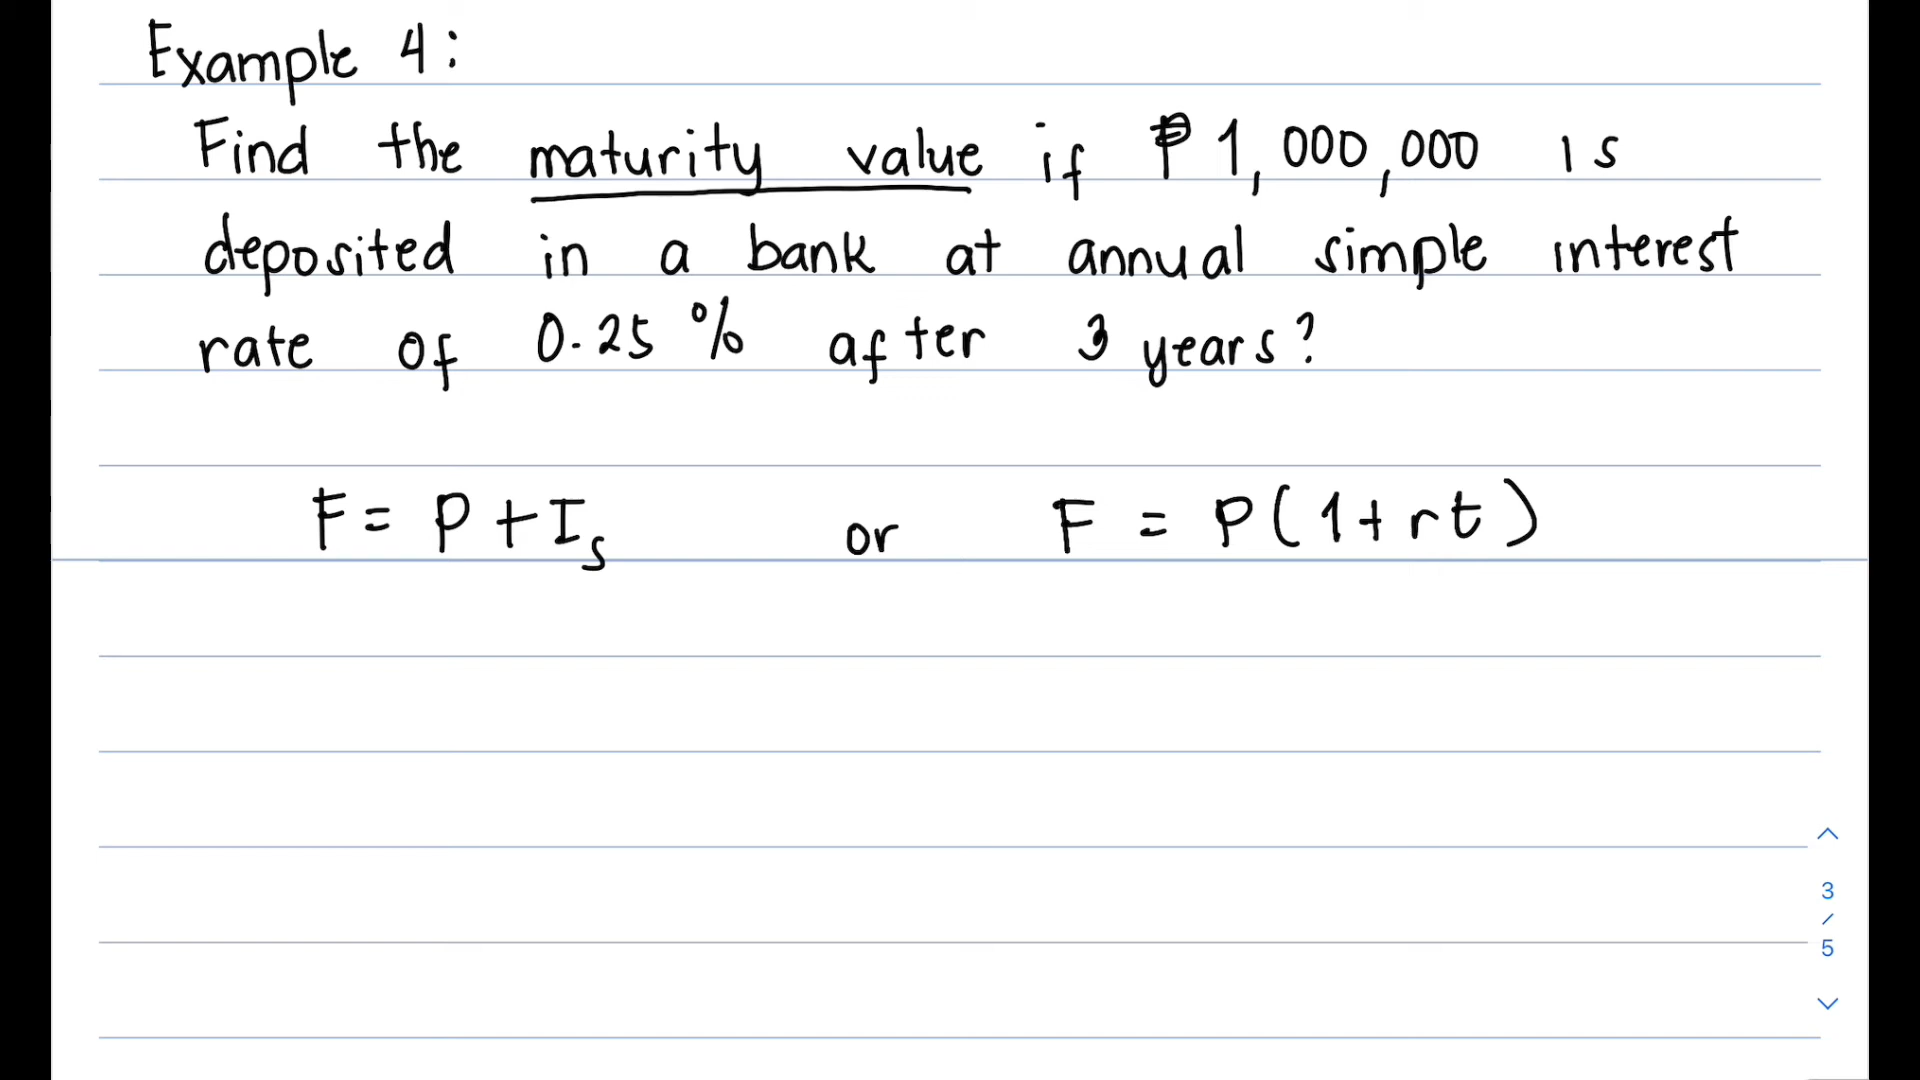 Example 4:
Find the maturity value if ₱1,000,000 is
deposited in a bank at annual simple interest
rate of 0.25 % after 3 years?
F = P + Is or F = P(1+rt)
3
/
5